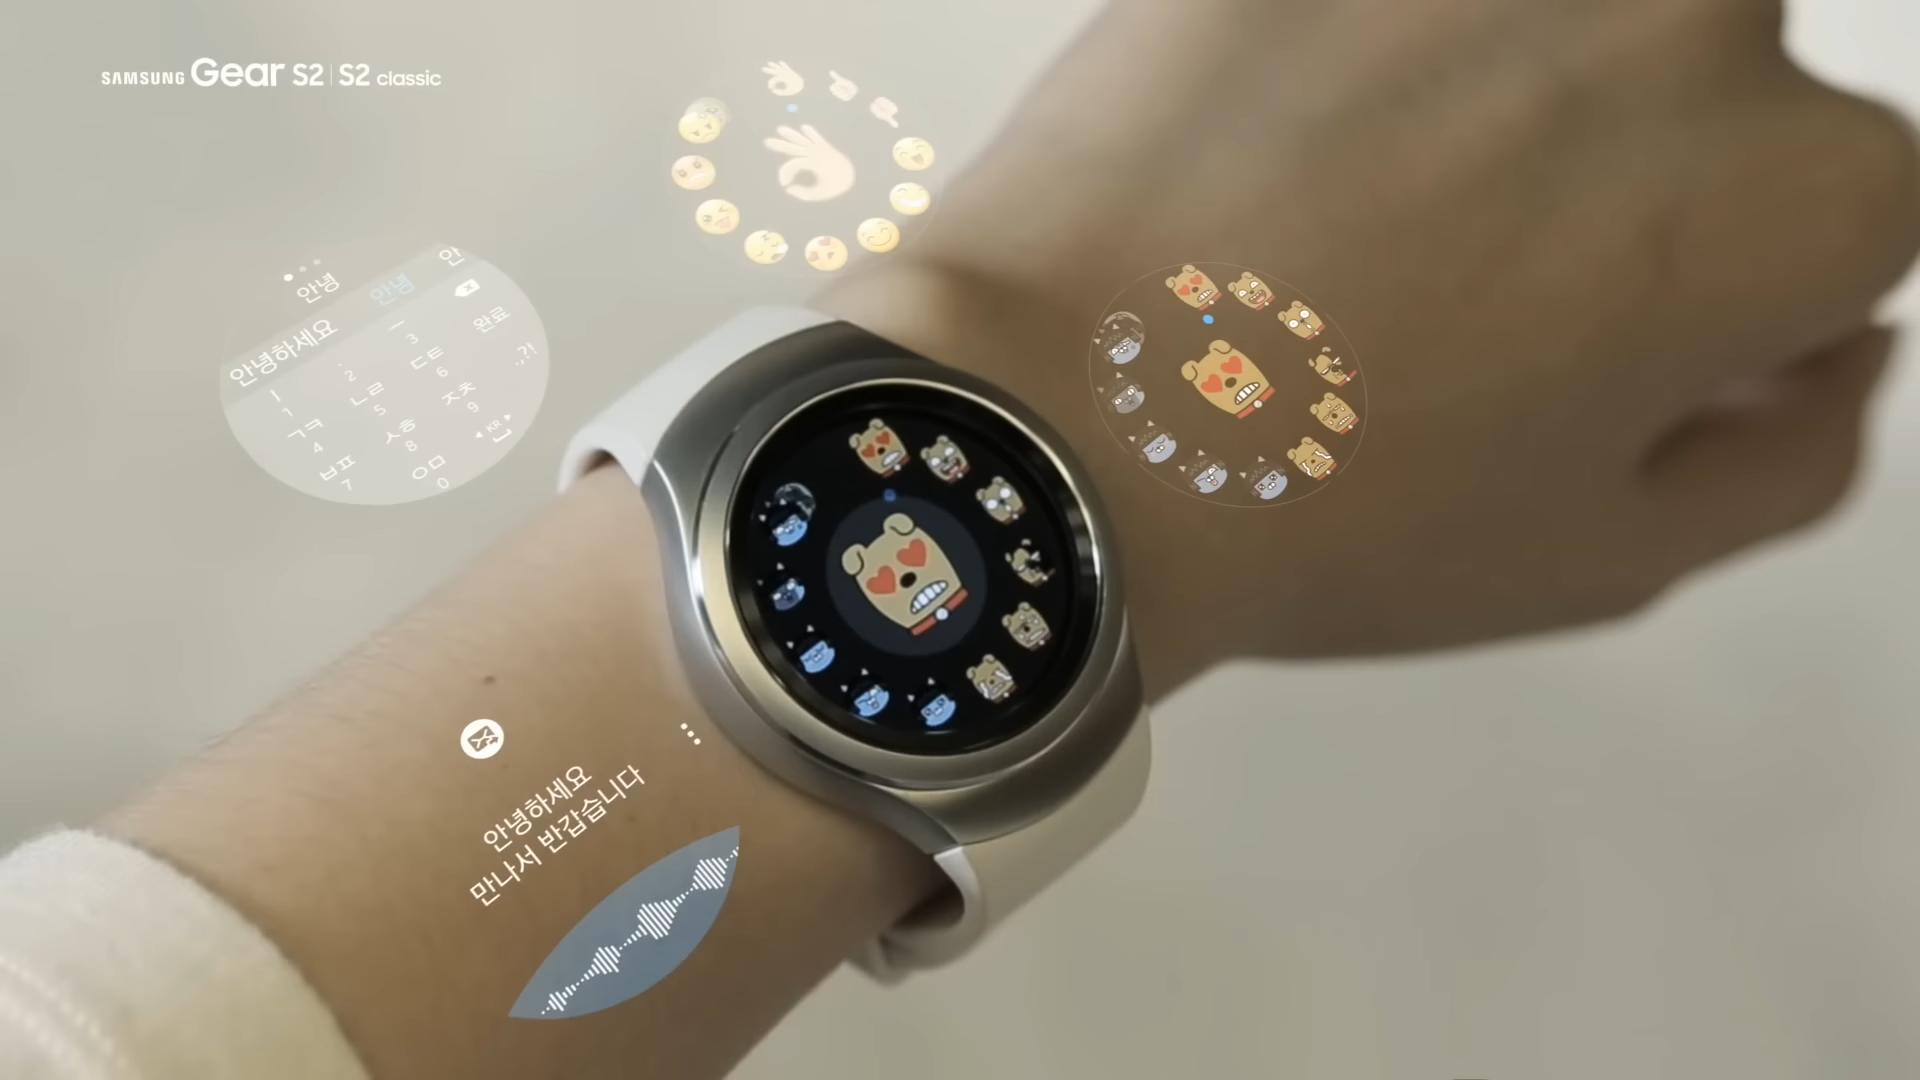 SAMSUNG Gear S2 | S2 classic
안녕 안녕 안
안녕하세요
ㅣ 1
· 2
ㅡ 3
완료
ㄱㅋ 4
ㄴㄹ 5
ㄷㅌ 6
.,?!
ㅂㅍ 7
ㅅㅎ 8
ㅈㅊ 9
KR
ㅇㅁ 0
안녕하세요
만나서 반갑습니다